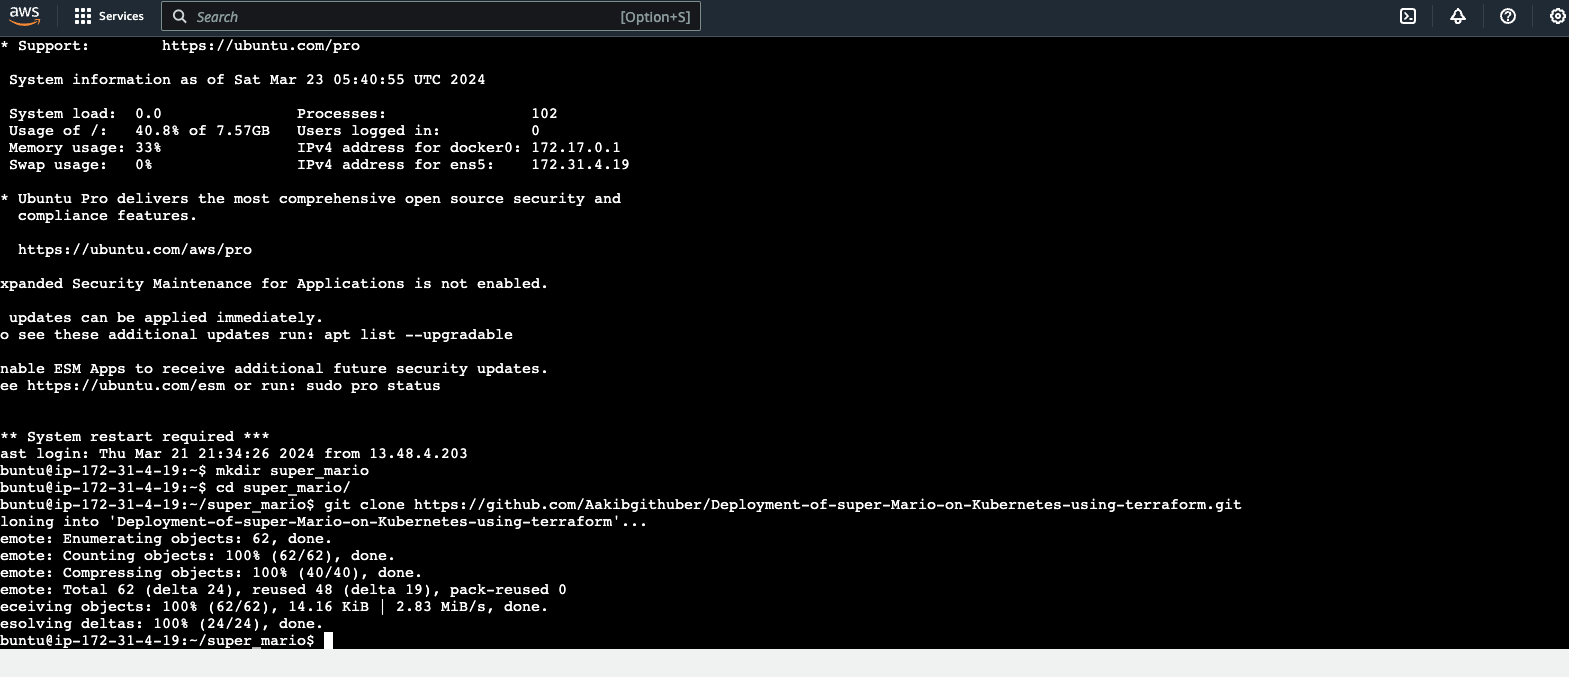 aws
Services
Search
[Option+S]
* Support: https://ubuntu.com/pro
System information as of Sat Mar 23 05:40:55 UTC 2024
System load: 0.0 Processes: 102
Usage of /: 40.8% of 7.57GB Users logged in: 0
Memory usage: 33% IPv4 address for docker0: 172.17.0.1
Swap usage: 0% IPv4 address for ens5: 172.31.4.19
* Ubuntu Pro delivers the most comprehensive open source security and
compliance features.
https://ubuntu.com/aws/pro
xpanded Security Maintenance for Applications is not enabled.
updates can be applied immediately.
o see these additional updates run: apt list --upgradable
nable ESM Apps to receive additional future security updates.
ee https://ubuntu.com/esm or run: sudo pro status
** System restart required ***
ast login: Thu Mar 21 21:34:26 2024 from 13.48.4.203
buntu@ip-172-31-4-19:~$ mkdir super_mario
buntu@ip-172-31-4-19:~$ cd super_mario/
buntu@ip-172-31-4-19:~/super_mario$ git clone https://github.com/Aakibgithuber/Deployment-of-super-Mario-on-Kubernetes-using-terraform.git
loning into 'Deployment-of-super-Mario-on-Kubernetes-using-terraform'...
emote: Enumerating objects: 62, done.
emote: Counting objects: 100% (62/62), done.
emote: Compressing objects: 100% (40/40), done.
emote: Total 62 (delta 24), reused 48 (delta 19), pack-reused 0
eceiving objects: 100% (62/62), 14.16 KiB | 2.83 MiB/s, done.
esolving deltas: 100% (24/24), done.
buntu@ip-172-31-4-19:~/super_mario$